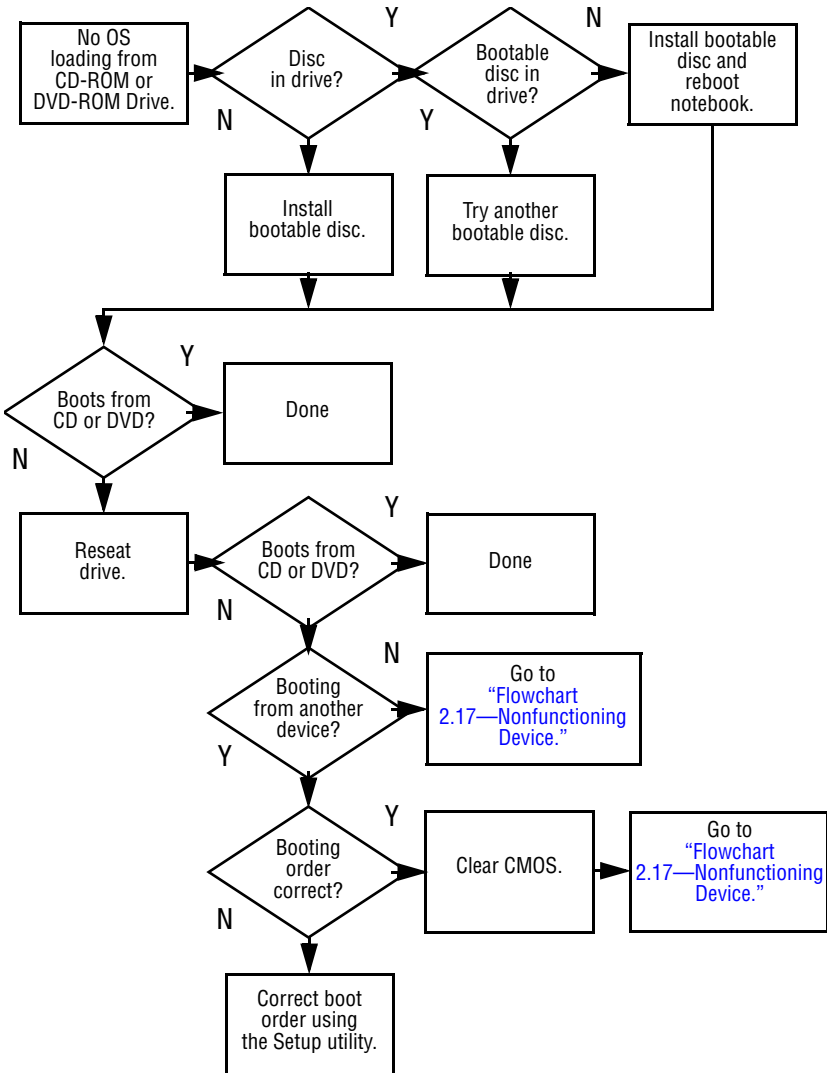 No OS
loading from
CD-ROM or
DVD-ROM Drive.
Disc
in drive?
Y
N
Bootable
disc in
drive?
N
Y
Install bootable
disc and
reboot
notebook.
Install
bootable disc.
Try another
bootable disc.
Boots from
CD or DVD?
Y
N
Done
Reseat
drive.
Boots from
CD or DVD?
Y
N
Done
Booting
from another
device?
N
Y
Go to
“Flowchart
2.17—Nonfunctioning
Device.”
Booting
order
correct?
Y
N
Clear CMOS.
Go to
“Flowchart
2.17—Nonfunctioning
Device.”
Correct boot
order using
the Setup utility.